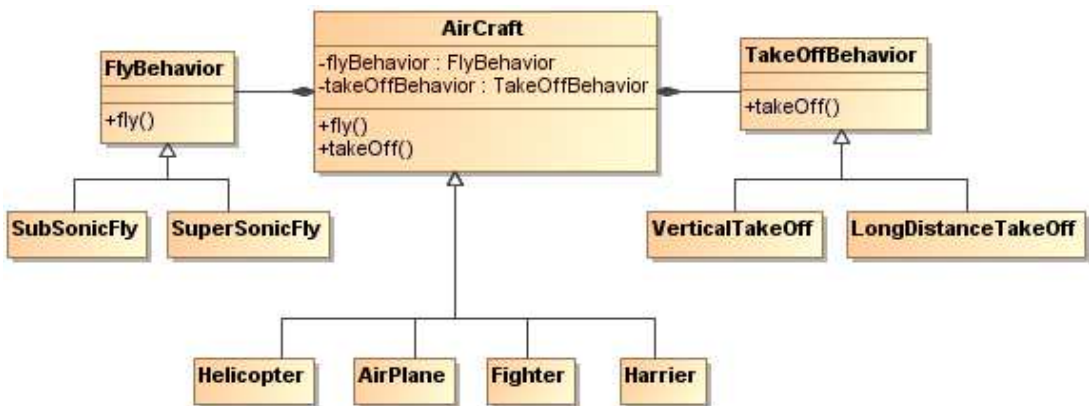 AirCraft
-flyBehavior : FlyBehavior
-takeOffBehavior : TakeOffBehavior
+fly()
+takeOff()
FlyBehavior
+fly()
TakeOffBehavior
+takeOff()
SubSonicFly
SuperSonicFly
VerticalTakeOff
LongDistanceTakeOff
Helicopter
AirPlane
Fighter
Harrier